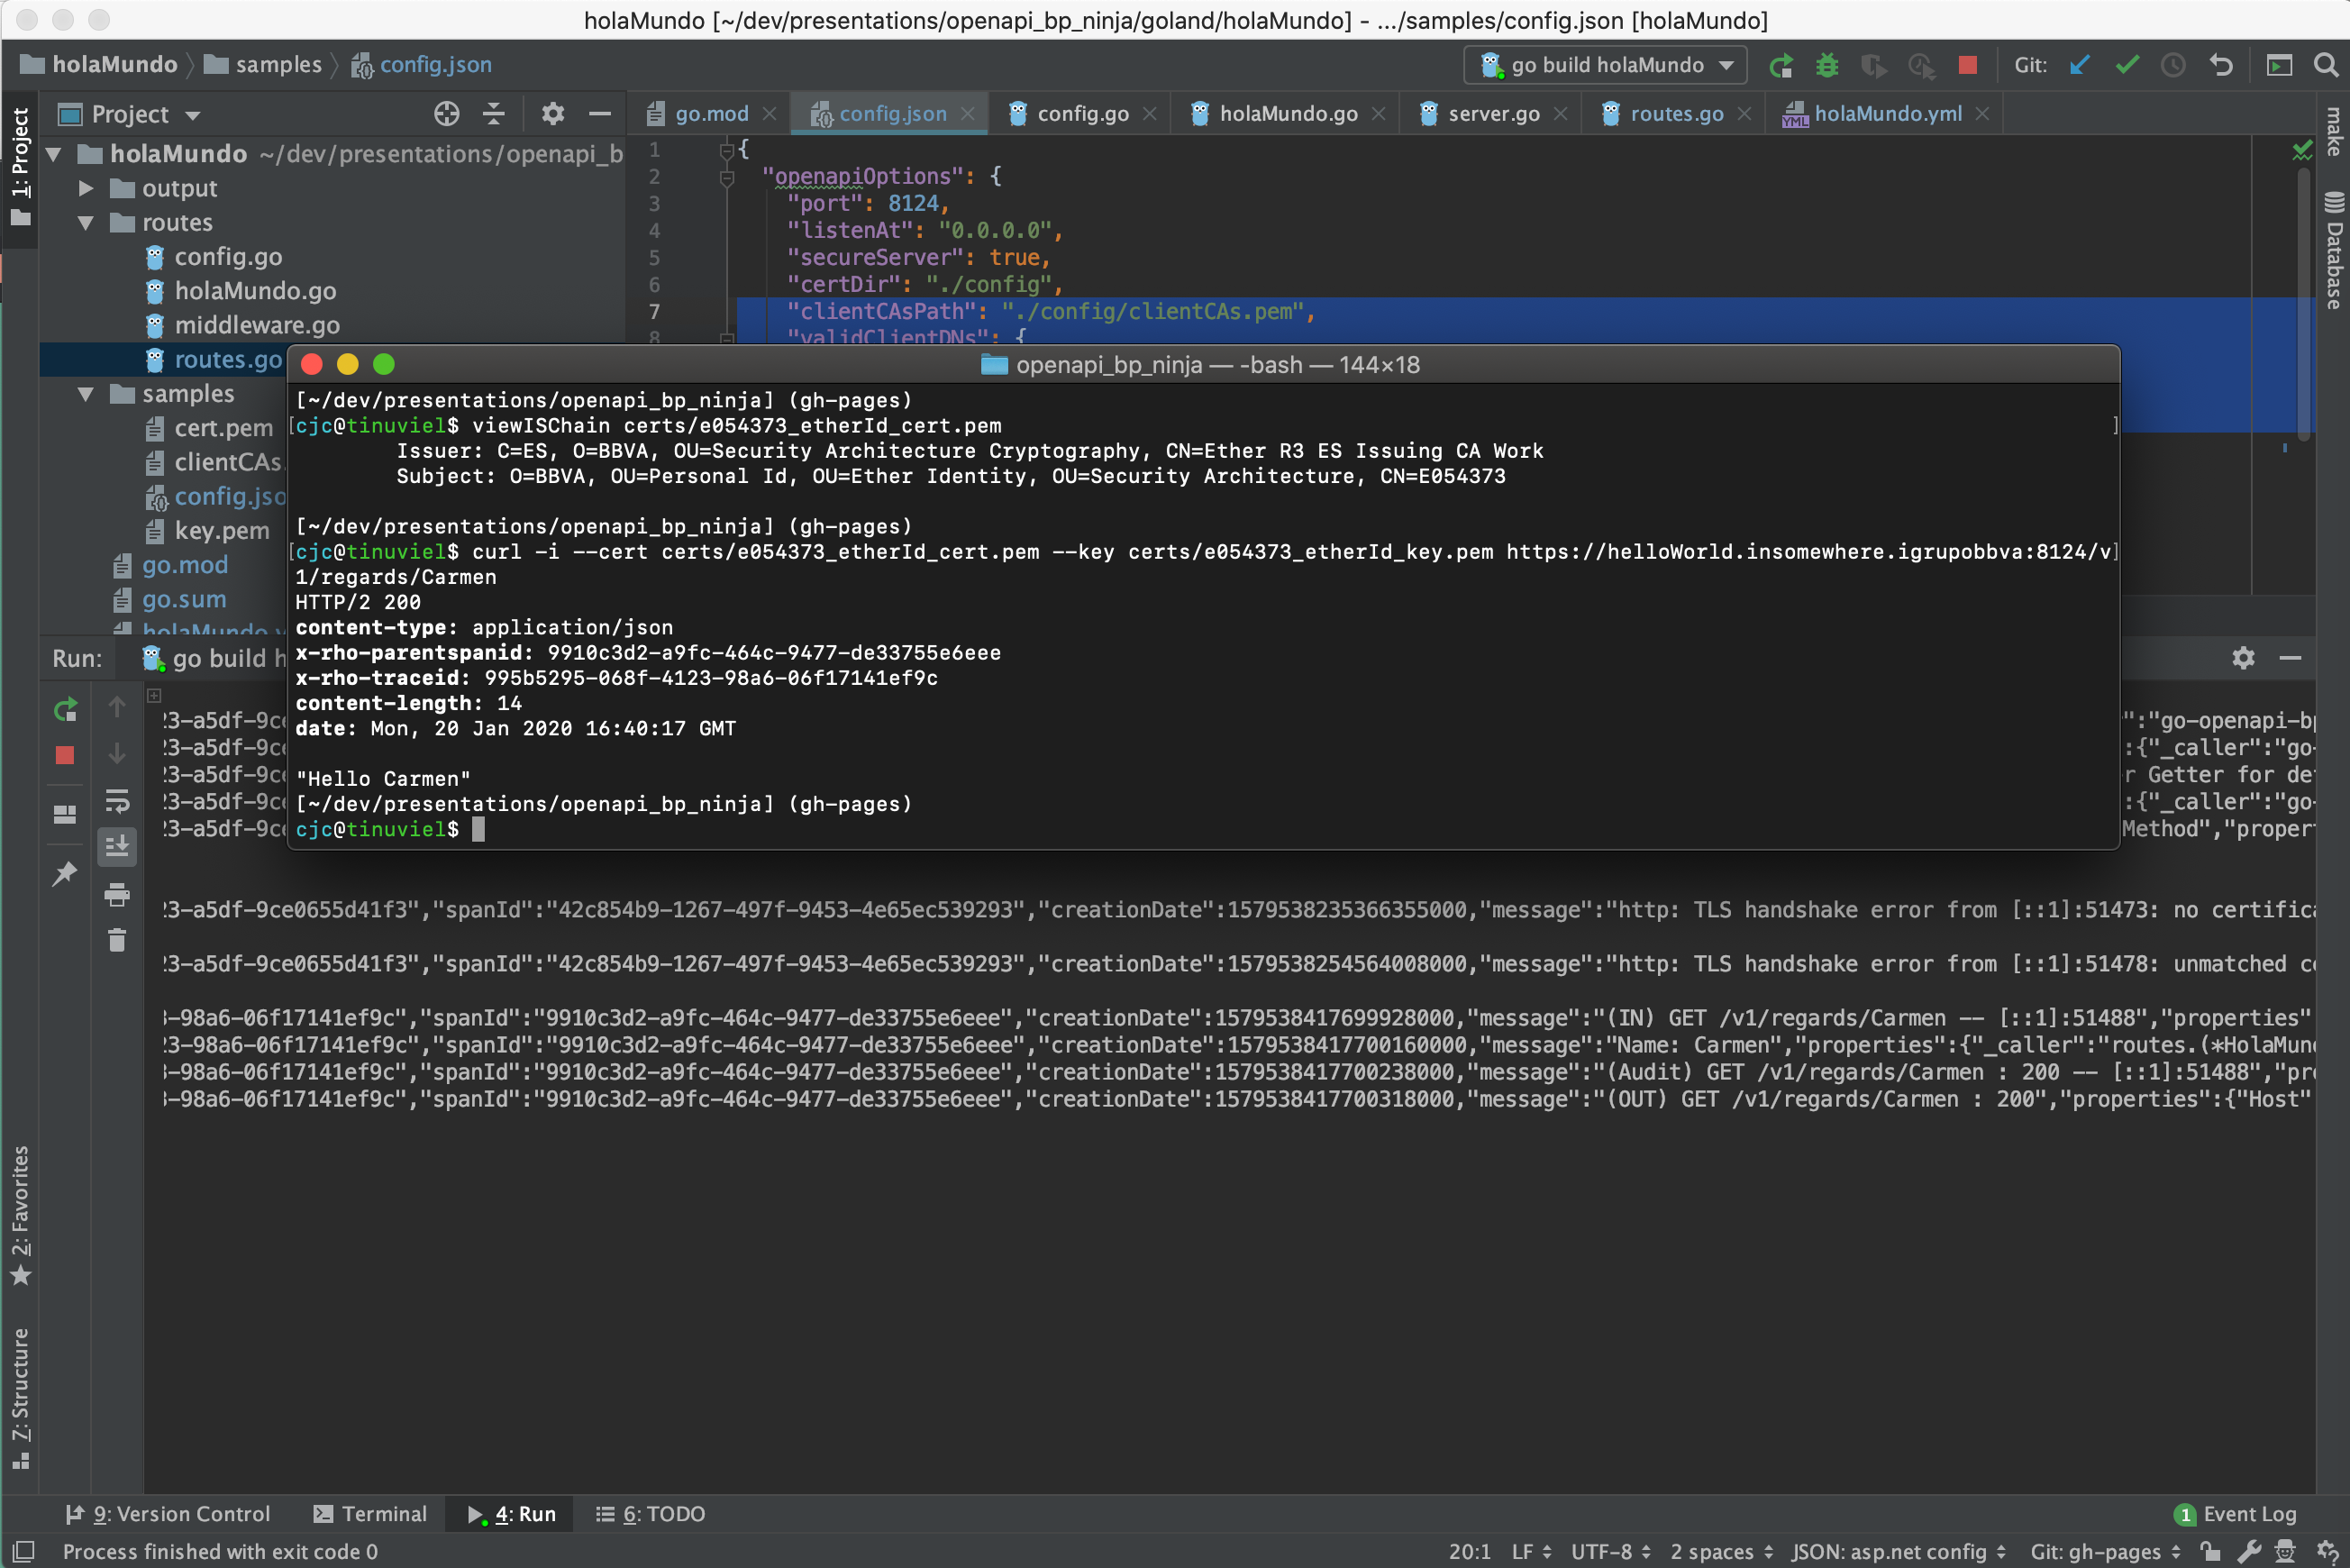 holaMundo [~/dev/presentations/openapi_bp_ninja/goland/holaMundo] - .../samples/config.json [holaMundo]
holaMundo samples config.json
go build holaMundo
Git:
1: Project
Project
go.mod config.json config.go holaMundo.go server.go routes.go holaMundo.yml
make
Database
holaMundo ~/dev/presentations/openapi_b
output
routes
config.go
holaMundo.go
middleware.go
routes.go
samples
cert.pem
clientCAs.
config.jso
key.pem
go.mod
go.sum
holaMundo.y
1 {
2 "openapiOptions": {
3 "port": 8124,
4 "listenAt": "0.0.0.0",
5 "secureServer": true,
6 "certDir": "./config",
7 "clientCAsPath": "./config/clientCAs.pem",
8 "validClientDNs": {
openapi_bp_ninja — -bash — 144×18
[~/dev/presentations/openapi_bp_ninja] (gh-pages)
[cjc@tinuviel$ viewISChain certs/e054373_etherId_cert.pem ]
Issuer: C=ES, O=BBVA, OU=Security Architecture Cryptography, CN=Ether R3 ES Issuing CA Work
Subject: O=BBVA, OU=Personal Id, OU=Ether Identity, OU=Security Architecture, CN=E054373
[~/dev/presentations/openapi_bp_ninja] (gh-pages)
[cjc@tinuviel$ curl -i --cert certs/e054373_etherId_cert.pem --key certs/e054373_etherId_key.pem https://helloWorld.insomewhere.igrupobbva:8124/v]
1/regards/Carmen
HTTP/2 200
content-type: application/json
x-rho-parentspanid: 9910c3d2-a9fc-464c-9477-de33755e6eee
x-rho-traceid: 995b5295-068f-4123-98a6-06f17141ef9c
content-length: 14
date: Mon, 20 Jan 2020 16:40:17 GMT
"Hello Carmen"
[~/dev/presentations/openapi_bp_ninja] (gh-pages)
cjc@tinuviel$
Run: go build h
23-a5df-9ce ":"go-openapi-bp
23-a5df-9ce :{"_caller":"go-
23-a5df-9ce r Getter for de
23-a5df-9ce :{"_caller":"go-
23-a5df-9ce Method","proper
23-a5df-9ce0655d41f3","spanId":"42c854b9-1267-497f-9453-4e65ec539293","creationDate":1579538235366355000,"message":"http: TLS handshake error from [::1]:51473: no certifica
23-a5df-9ce0655d41f3","spanId":"42c854b9-1267-497f-9453-4e65ec539293","creationDate":1579538254564008000,"message":"http: TLS handshake error from [::1]:51478: unmatched c
3-98a6-06f17141ef9c","spanId":"9910c3d2-a9fc-464c-9477-de33755e6eee","creationDate":1579538417699928000,"message":"(IN) GET /v1/regards/Carmen -- [::1]:51488","properties"
23-98a6-06f17141ef9c","spanId":"9910c3d2-a9fc-464c-9477-de33755e6eee","creationDate":1579538417700160000,"message":"Name: Carmen","properties":{"_caller":"routes.(*HolaMun
3-98a6-06f17141ef9c","spanId":"9910c3d2-a9fc-464c-9477-de33755e6eee","creationDate":1579538417700238000,"message":"(Audit) GET /v1/regards/Carmen : 200 -- [::1]:51488","pr
3-98a6-06f17141ef9c","spanId":"9910c3d2-a9fc-464c-9477-de33755e6eee","creationDate":1579538417700318000,"message":"(OUT) GET /v1/regards/Carmen : 200","properties":{"Host"
2: Favorites
7: Structure
9: Version Control Terminal 4: Run 6: TODO
1 Event Log
Process finished with exit code 0
20:1 LF UTF-8 2 spaces JSON: asp.net config Git: gh-pages